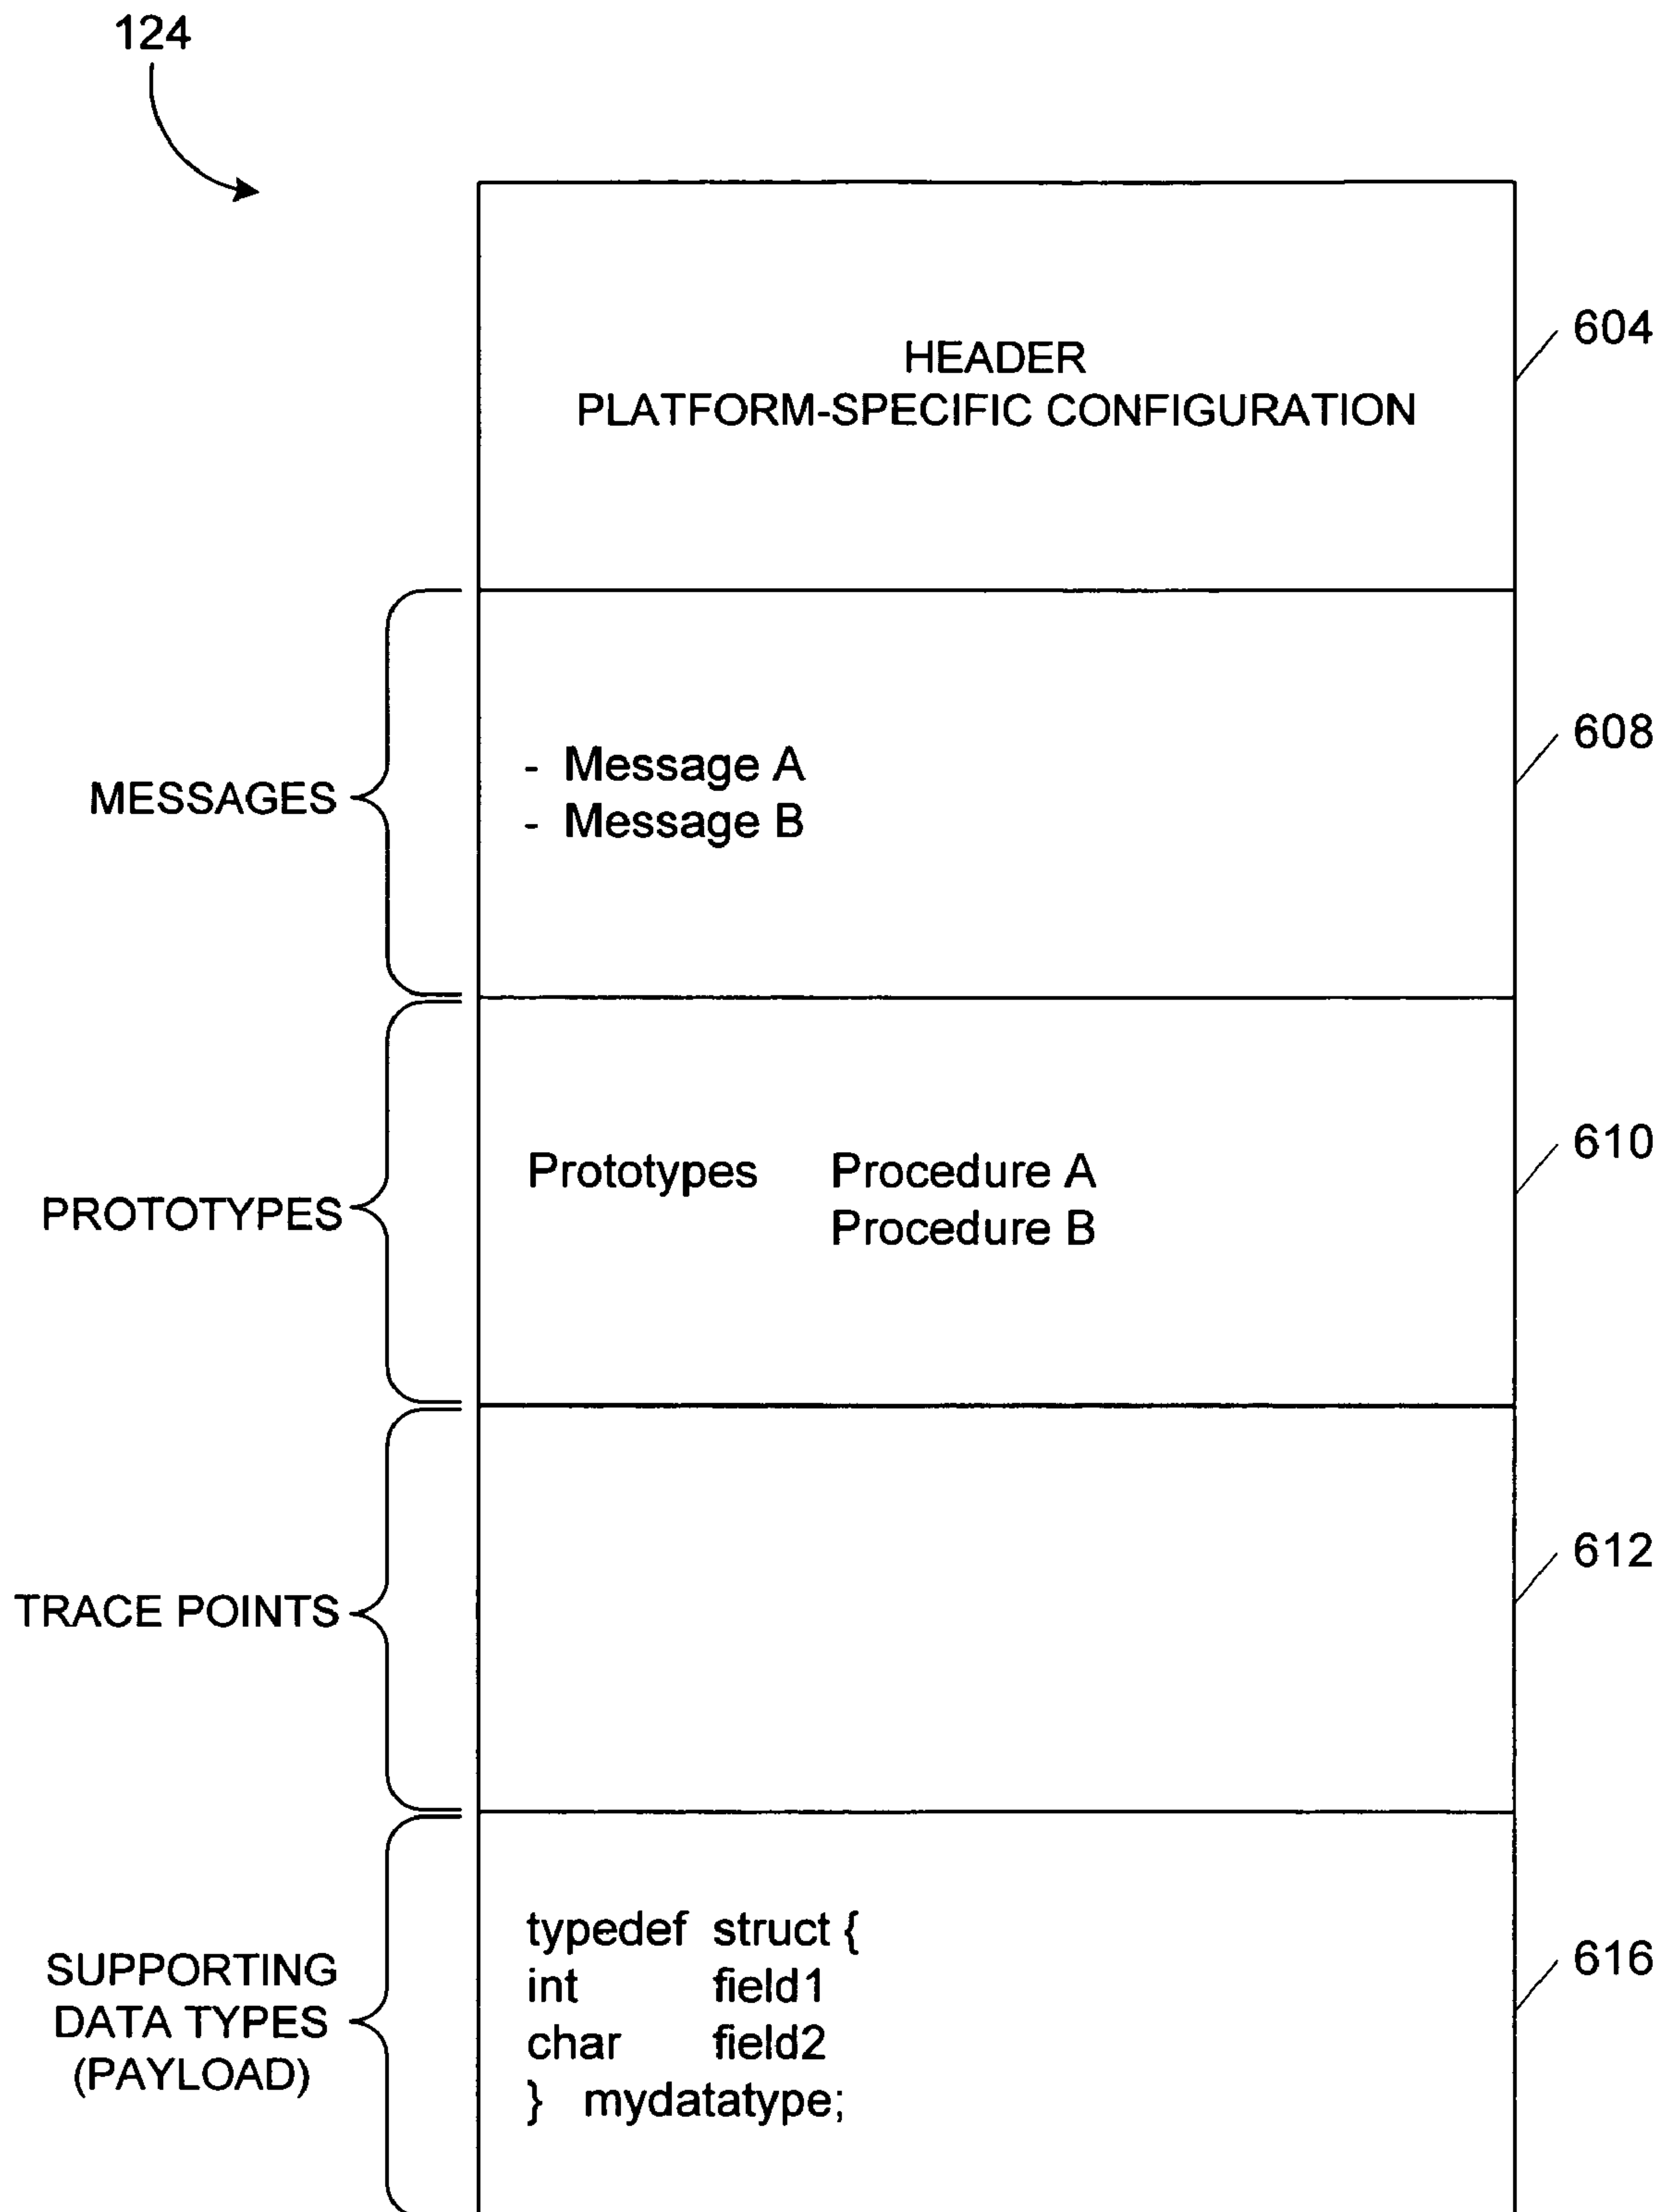 124
HEADER
PLATFORM-SPECIFIC CONFIGURATION
604
MESSAGES
- Message A
- Message B
608
PROTOTYPES
Prototypes Procedure A
Procedure B
610
TRACE POINTS
612
SUPPORTING
DATA TYPES
(PAYLOAD)
typedef struct {
int field1
char field2
} mydatatype;
616